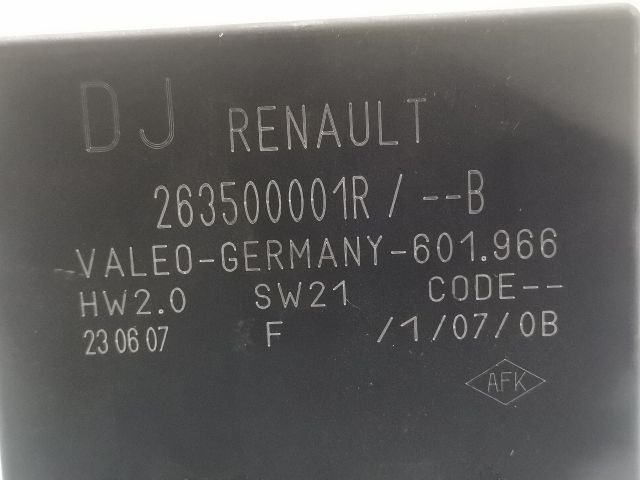 DJ RENAULT
263500001R / --B
VALEO-GERMANY-601.966
HW2.0 SW21 CODE--
23 06 07 F /1/07/0B
AFK